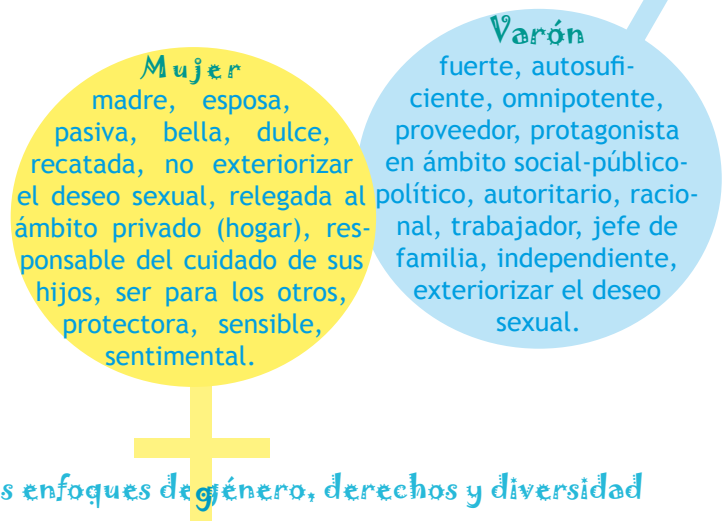 Mujer
madre, esposa,
pasiva, bella, dulce,
recatada, no exteriorizar
el deseo sexual, relegada al
ámbito privado (hogar), res-
ponsable del cuidado de sus
hijos, ser para los otros,
protectora, sensible,
sentimental.
Varón
fuerte, autosufi-
ciente, omnipotente,
proveedor, protagonista
en ámbito social-público-
político, autoritario, racio-
nal, trabajador, jefe de
familia, independiente,
exteriorizar el deseo
sexual.
s enfoques de género, derechos y diversidad